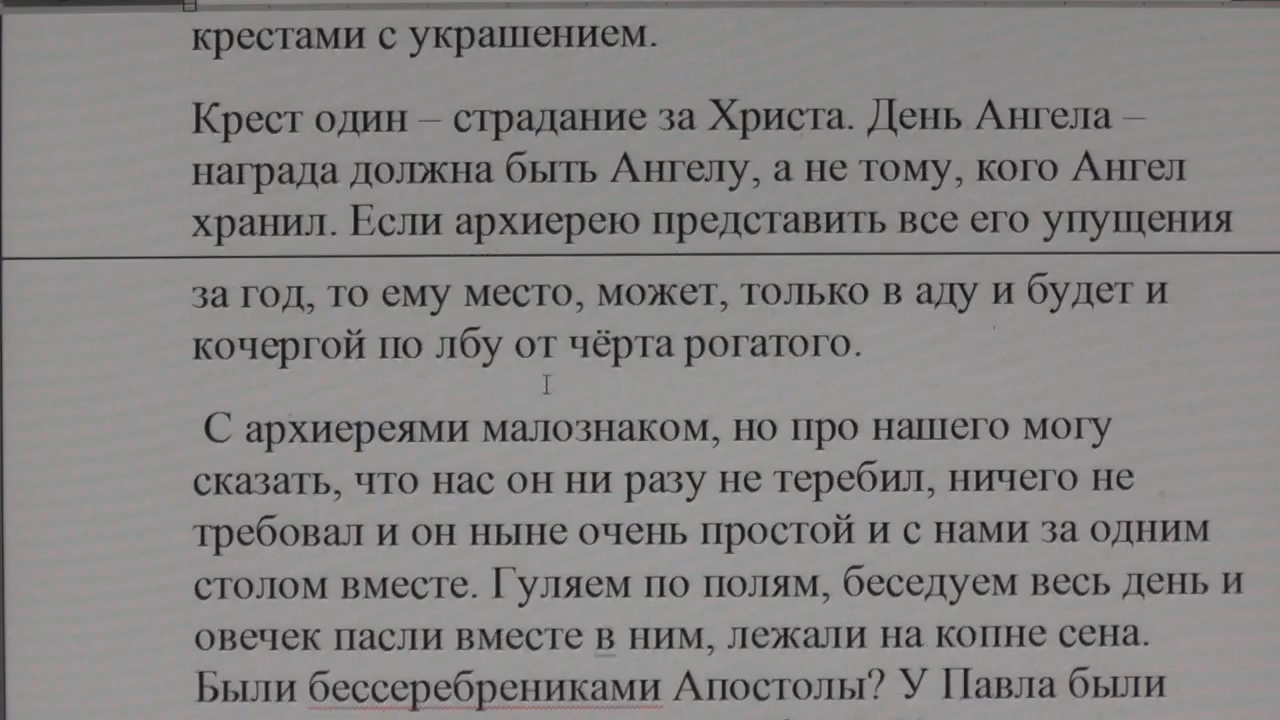 крестами с украшением.
Крест один – страдание за Христа. День Ангела –
награда должна быть Ангелу, а не тому, кого Ангел
хранил. Если архиерею представить все его упущения
за год, то ему место, может, только в аду и будет и
кочергой по лбу от чёрта рогатого.
С архиереями малознаком, но про нашего могу
сказать, что нас он ни разу не теребил, ничего не
требовал и он ныне очень простой и с нами за одним
столом вместе. Гуляем по полям, беседуем весь день и
овечек пасли вместе в ним, лежали на копне сена.
Были бессеребрениками Апостолы? У Павла были